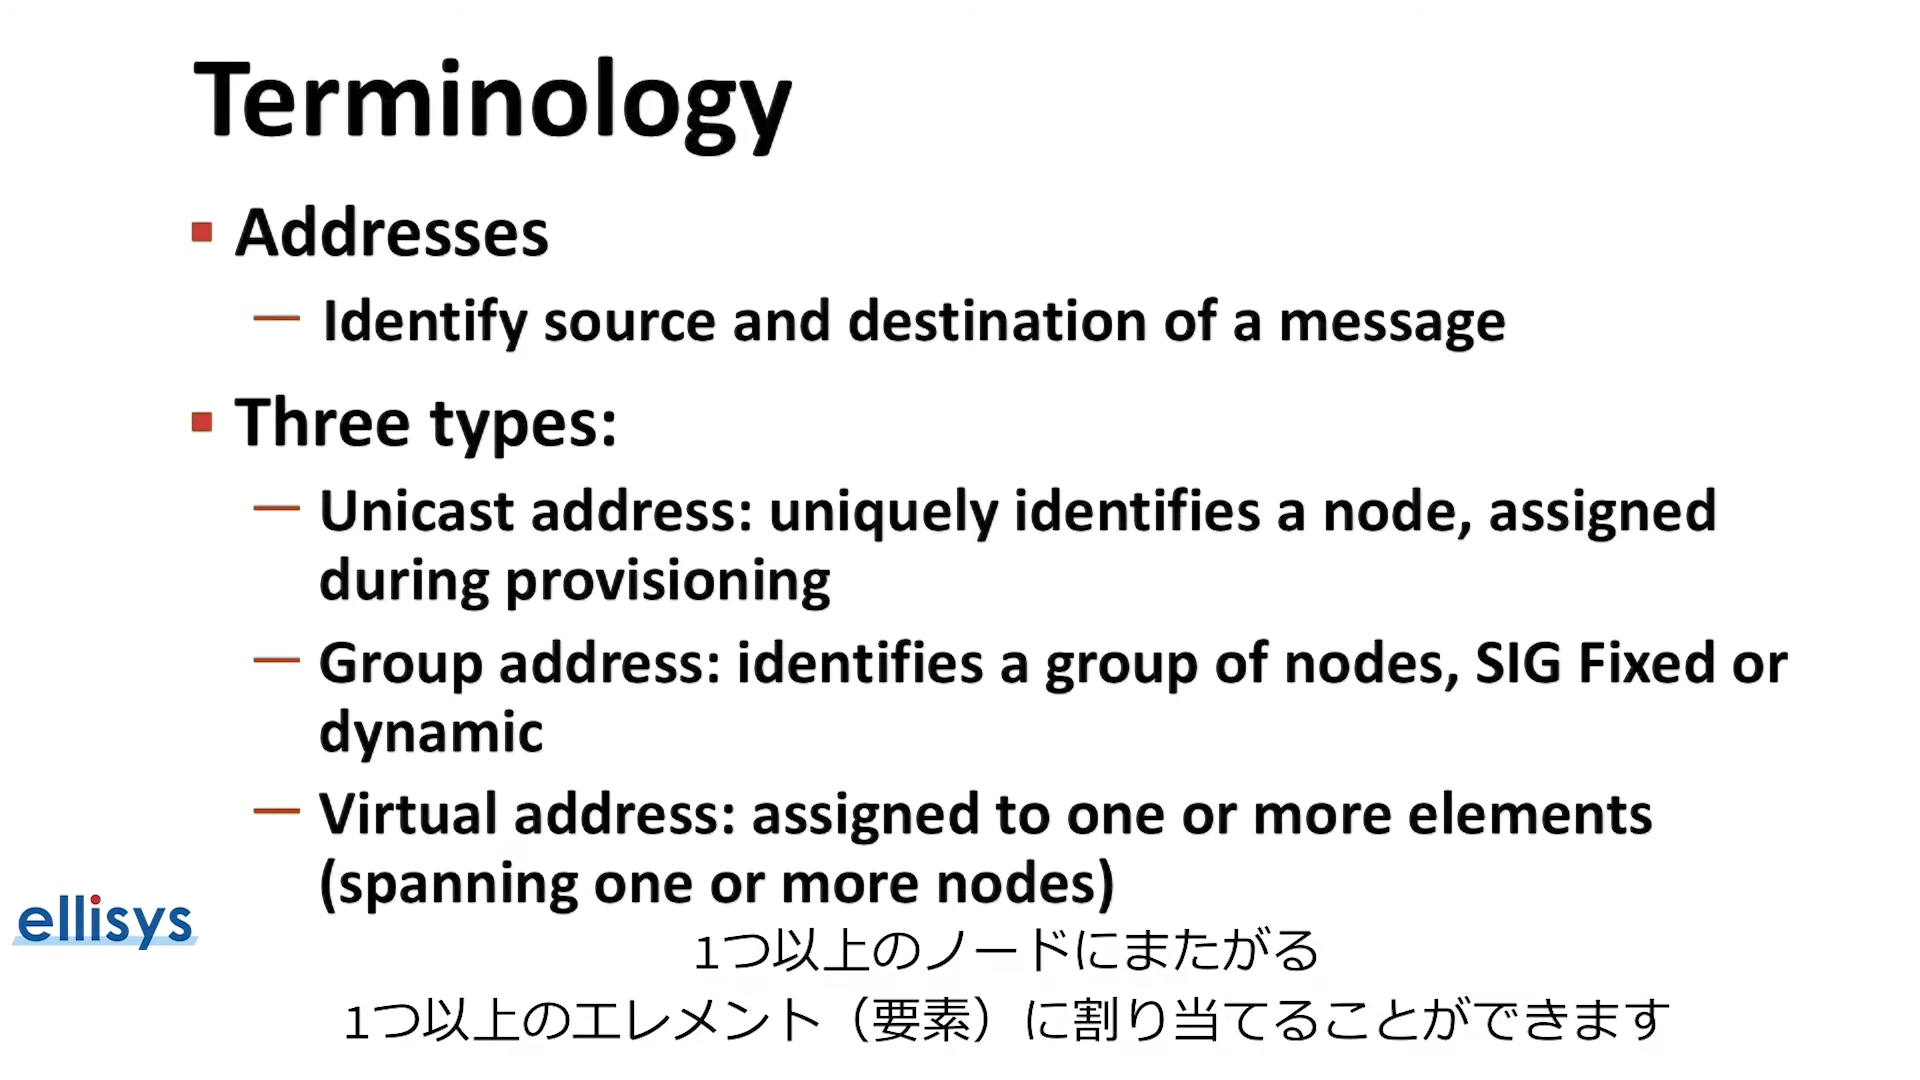 Terminology
Addresses
— Identify source and destination of a message
Three types:
— Unicast address: uniquely identifies a node, assigned
during provisioning
— Group address: identifies a group of nodes, SIG Fixed or
dynamic
— Virtual address: assigned to one or more elements
(spanning one or more nodes)
ellisys
1つ以上のノードにまたがる
1つ以上のエレメント（要素）に割り当てることができます